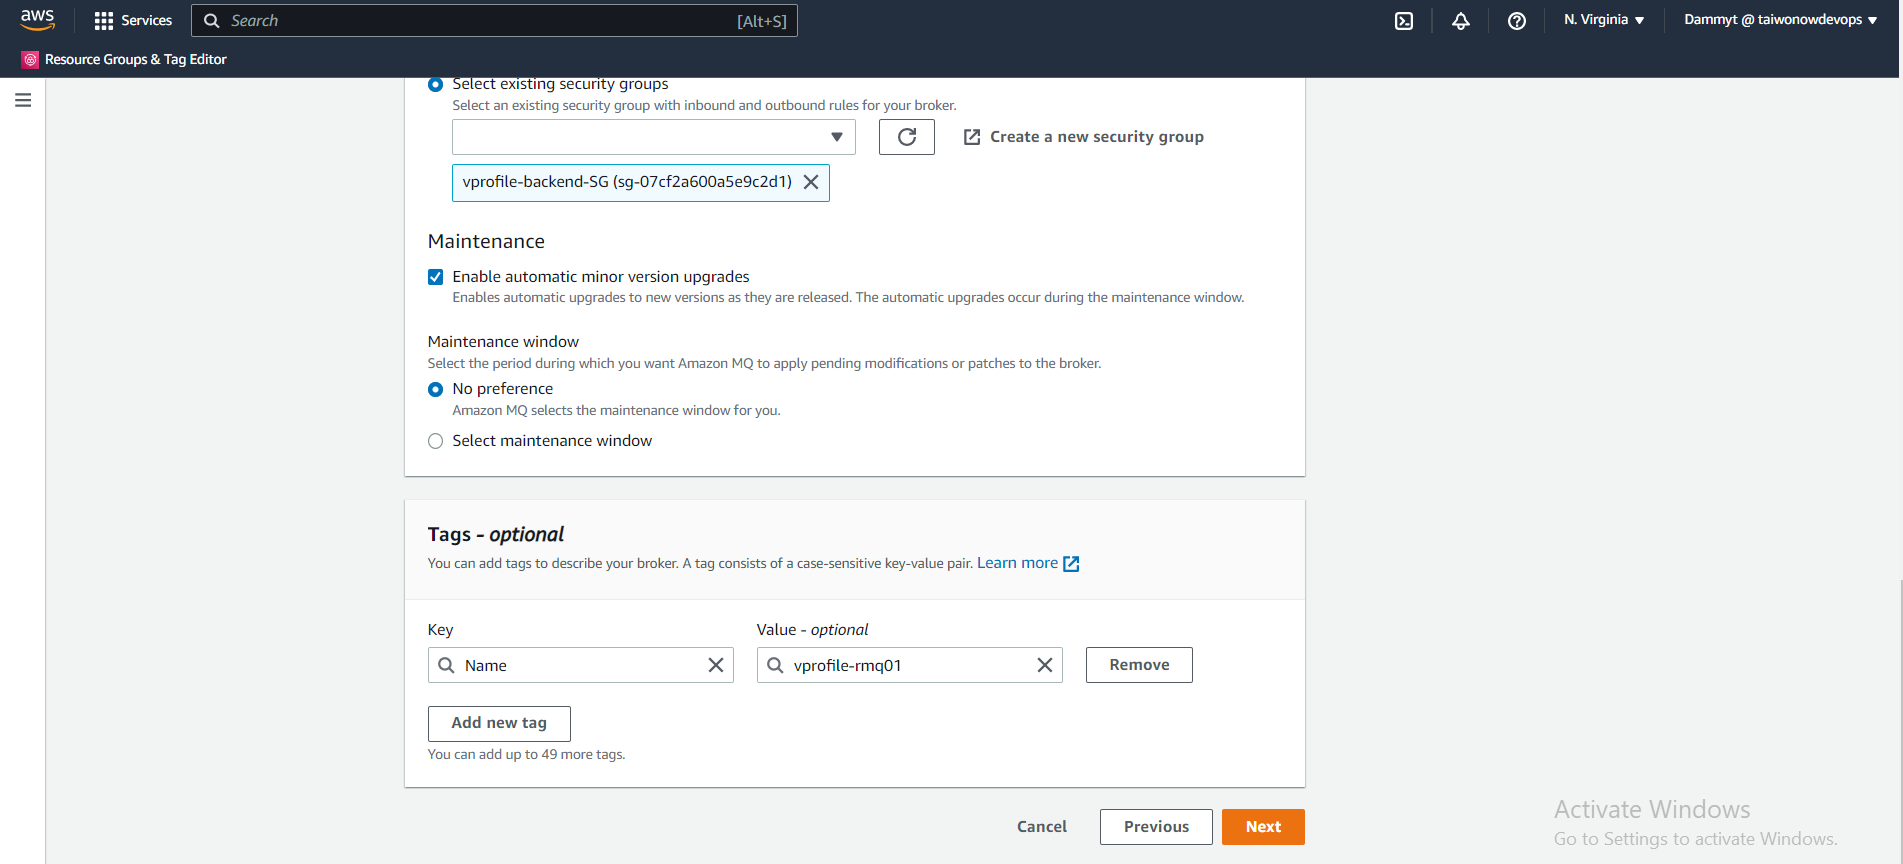 aws
Services
Search
[Alt+S]
N. Virginia
Dammyt @ taiwonowdevops
Resource Groups & Tag Editor
Select existing security groups
Select an existing security group with inbound and outbound rules for your broker.
Create a new security group
vprofile-backend-SG (sg-07cf2a600a5e9c2d1)
Maintenance
Enable automatic minor version upgrades
Enables automatic upgrades to new versions as they are released. The automatic upgrades occur during the maintenance window.
Maintenance window
Select the period during which you want Amazon MQ to apply pending modifications or patches to the broker.
No preference
Amazon MQ selects the maintenance window for you.
Select maintenance window
Tags - optional
You can add tags to describe your broker. A tag consists of a case-sensitive key-value pair. Learn more
Key
Value - optional
Name
vprofile-rmq01
Remove
Add new tag
You can add up to 49 more tags.
Cancel
Previous
Next
Activate Windows
Go to Settings to activate Windows.